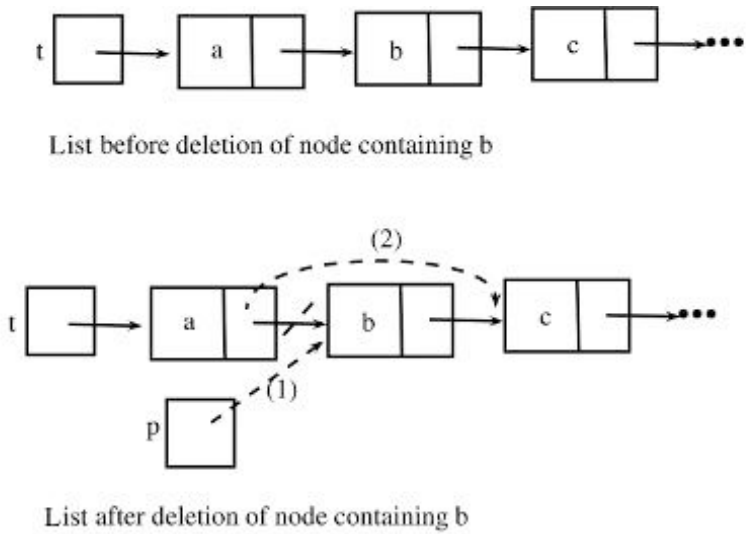 t a b c
List before deletion of node containing b
(2)
t a b c
(1)
p
List after deletion of node containing b